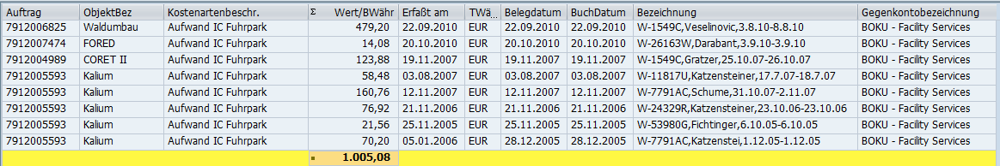 Auftrag ObjektBez Kostenartenbeschr. Σ Wert/BWähr Erfaßt am TWä... Belegdatum BuchDatum Bezeichnung Gegenkontobezeichnung
7912006825 Waldumbau Aufwand IC Fuhrpark 479,20 22.09.2010 EUR 22.09.2010 22.09.2010 W-1549C,Veselinovic,3.8.10-8.8.10 BOKU - Facility Services
7912007474 FORED Aufwand IC Fuhrpark 14,08 20.10.2010 EUR 20.10.2010 20.10.2010 W-26163W,Darabant,3.9.10-3.9.10 BOKU - Facility Services
7912004989 CORET II Aufwand IC Fuhrpark 123,88 19.11.2007 EUR 19.11.2007 19.11.2007 W-1549C,Gratzer,25.10.07-26.10.07 BOKU - Facility Services
7912005593 Kalium Aufwand IC Fuhrpark 58,48 03.08.2007 EUR 03.08.2007 03.08.2007 W-11817U,Katzensteiner,17.7.07-18.7.07 BOKU - Facility Services
7912005593 Kalium Aufwand IC Fuhrpark 160,76 12.11.2007 EUR 12.11.2007 12.11.2007 W-7791AC,Schume,31.10.07-2.11.07 BOKU - Facility Services
7912005593 Kalium Aufwand IC Fuhrpark 76,92 21.11.2006 EUR 21.11.2006 21.11.2006 W-24329R,Katzensteiner,23.10.06-23.10.06 BOKU - Facility Services
7912005593 Kalium Aufwand IC Fuhrpark 21,56 25.11.2005 EUR 25.11.2005 25.11.2005 W-53980G,Fichtinger,6.10.05-6.10.05 BOKU - Facility Services
7912005593 Kalium Aufwand IC Fuhrpark 70,20 05.01.2006 EUR 28.12.2005 28.12.2005 W-7791AC,Katzenstei,1.12.05-1.12.05 BOKU - Facility Services
1.005,08